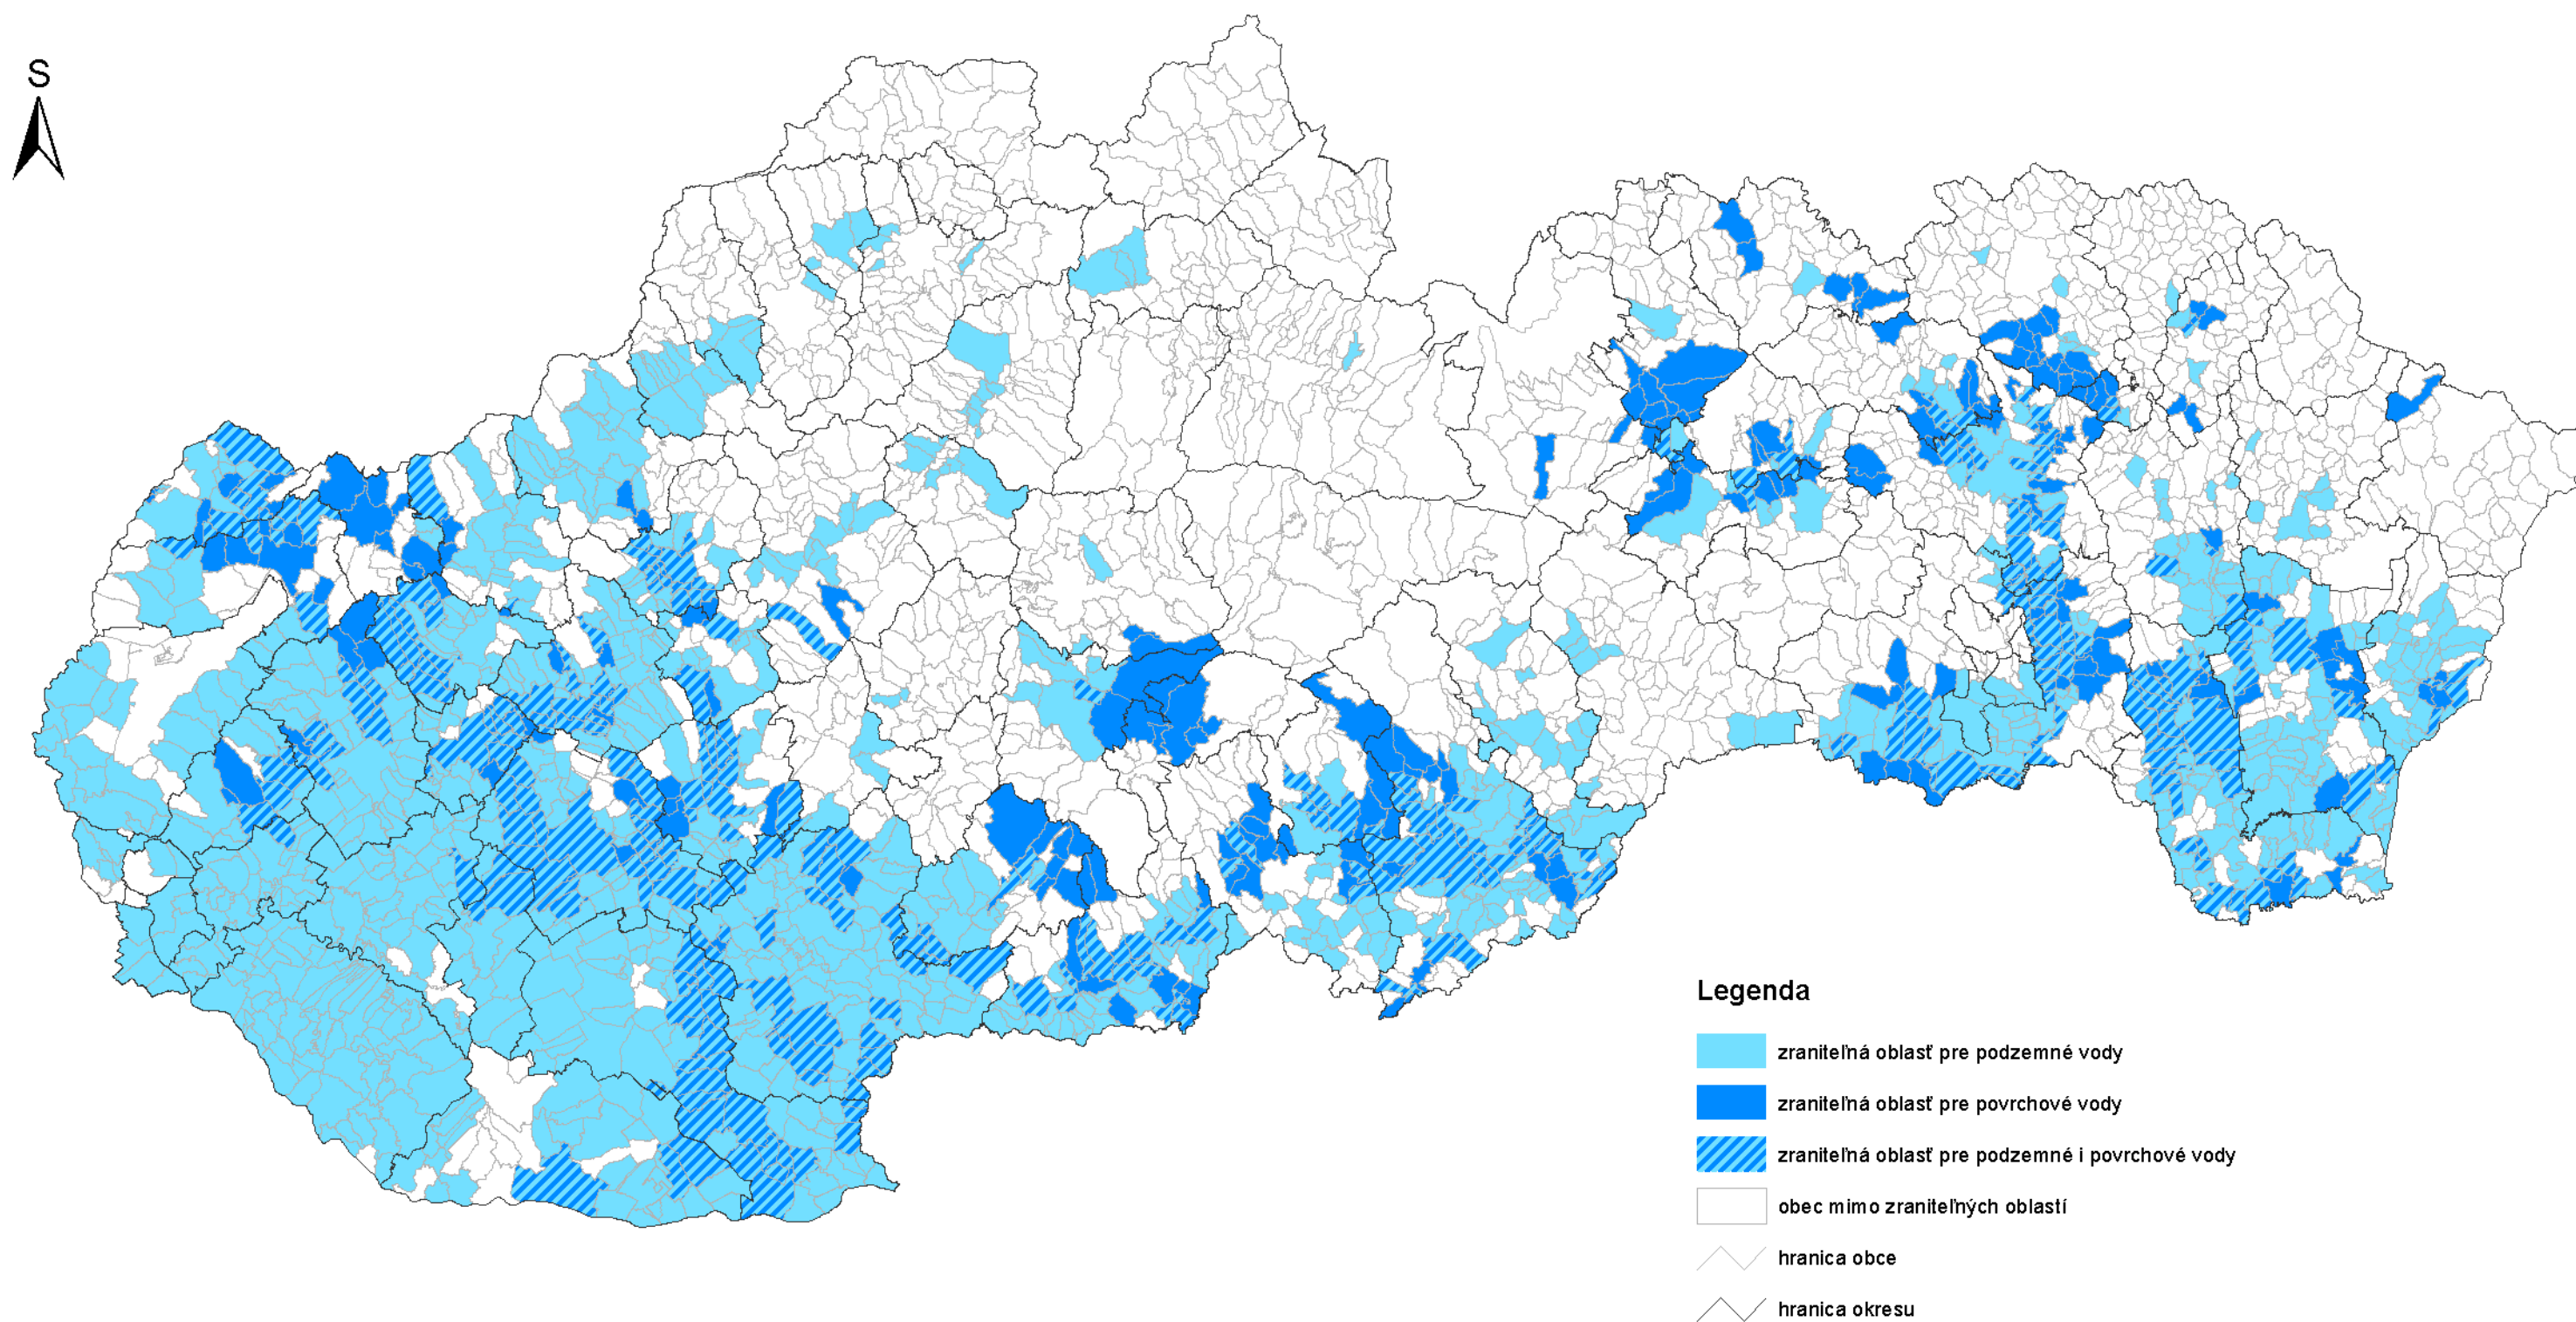 S
Legenda
zraniteľná oblasť pre podzemné vody
zraniteľná oblasť pre povrchové vody
zraniteľná oblasť pre podzemné i povrchové vody
obec mimo zraniteľných oblastí
hranica obce
hranica okresu